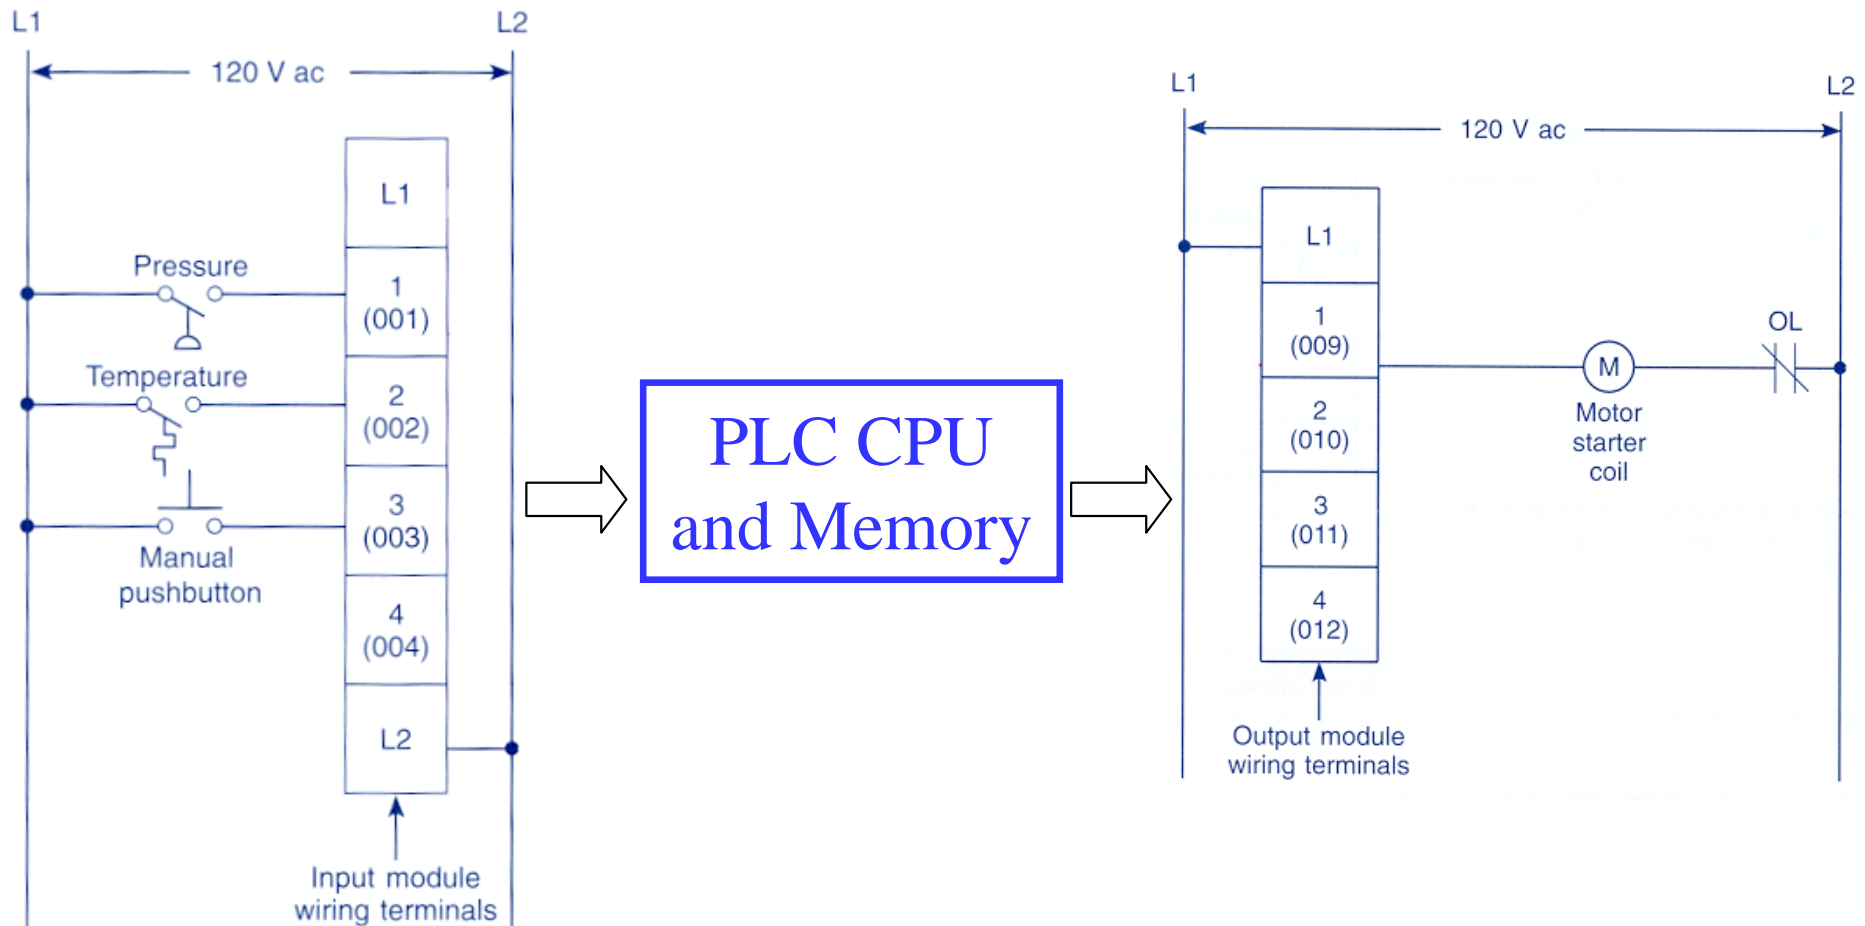 L1
L2
120 V ac
L1
Pressure
1
(001)
Temperature
2
(002)
3
(003)
Manual
pushbutton
4
(004)
L2
Input module
wiring terminals
PLC CPU
and Memory
L1
L2
120 V ac
L1
1
(009)
OL
M
Motor
starter
coil
2
(010)
3
(011)
4
(012)
Output module
wiring terminals